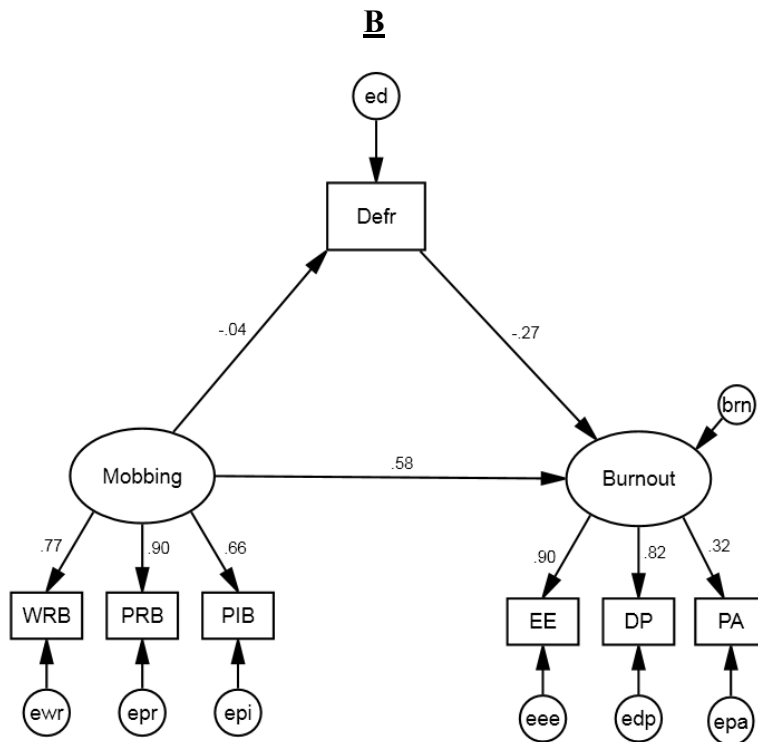 B
ed
Defr
-.04
-.27
brn
Mobbing
.58
Burnout
.77
.90
.66
.90
.82
.32
WRB
PRB
PIB
EE
DP
PA
ewr
epr
epi
eee
edp
epa